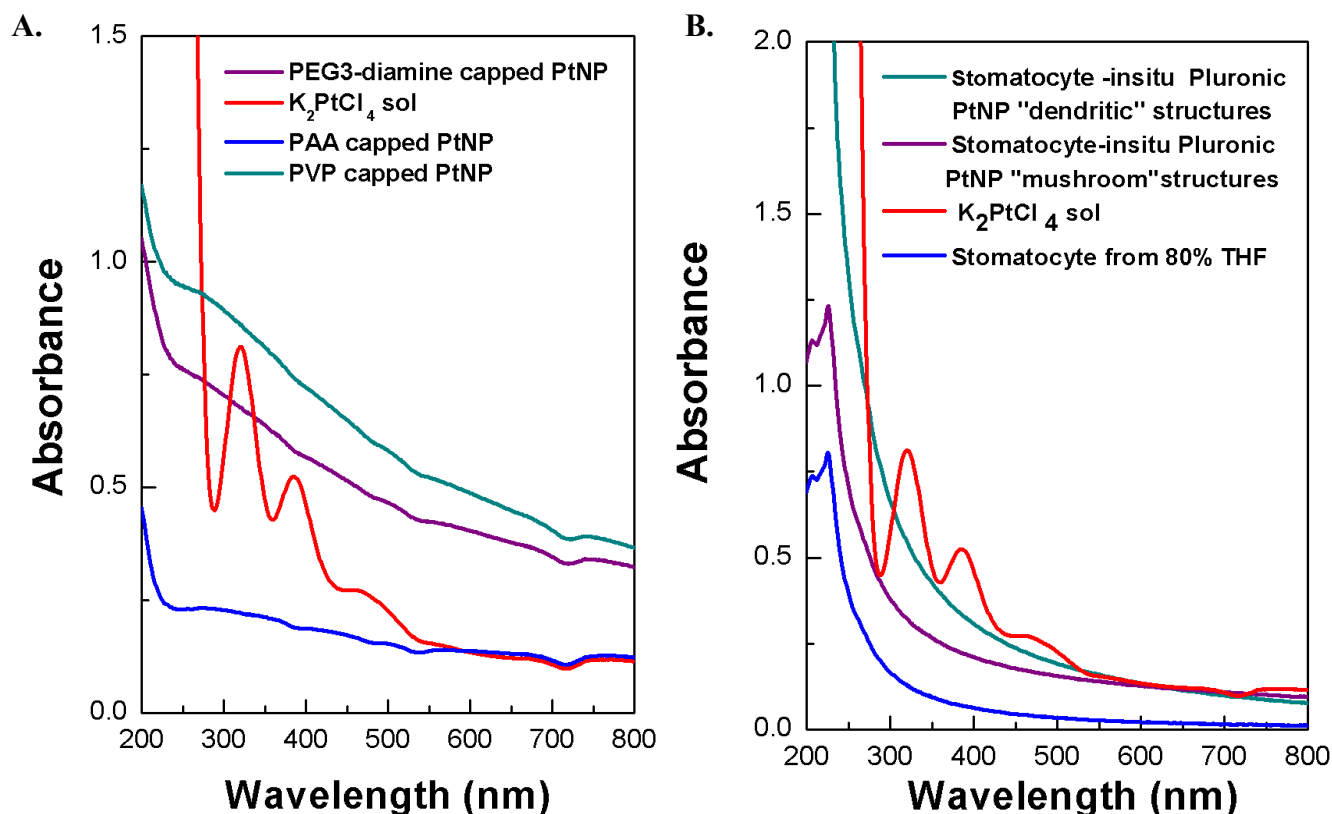 A.
1.5
1.0
0.5
0.0
Absorbance
PEG3-diamine capped PtNP
K₂PtCl₄ sol
PAA capped PtNP
PVP capped PtNP
200 300 400 500 600 700 800
Wavelength (nm)
B.
2.0
1.5
1.0
0.5
0.0
Absorbance
Stomatocyte -insitu Pluronic
PtNP "dendritic" structures
Stomatocyte-insitu Pluronic
PtNP "mushroom"structures
K₂PtCl ₄ sol
Stomatocyte from 80% THF
200 300 400 500 600 700 800
Wavelength (nm)